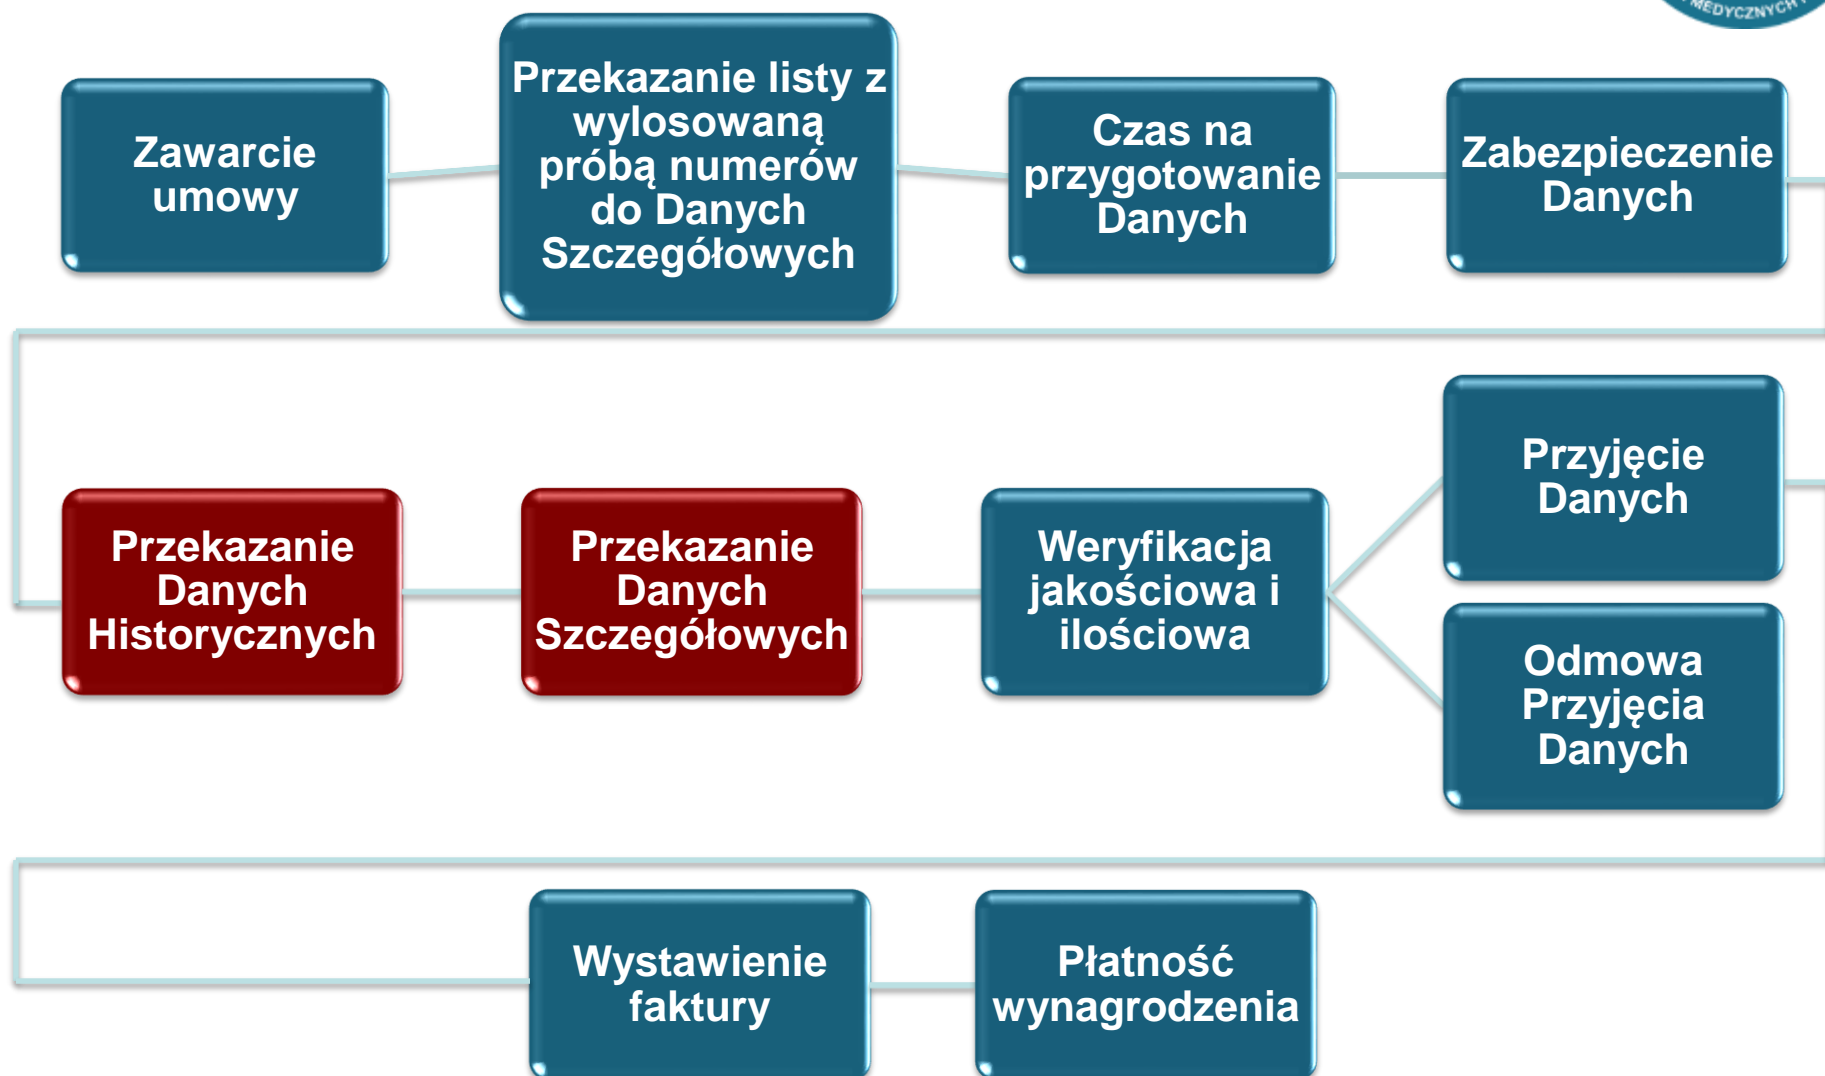 MEDYCZNYCH
Zawarcie
umowy
Przekazanie listy z
wylosowaną
próbą numerów
do Danych
Szczegółowych
Czas na
przygotowanie
Danych
Zabezpieczenie
Danych
Przekazanie
Danych
Historycznych
Przekazanie
Danych
Szczegółowych
Weryfikacja
jakościowa i
ilościowa
Przyjęcie
Danych
Odmowa
Przyjęcia
Danych
Wystawienie
faktury
Płatność
wynagrodzenia